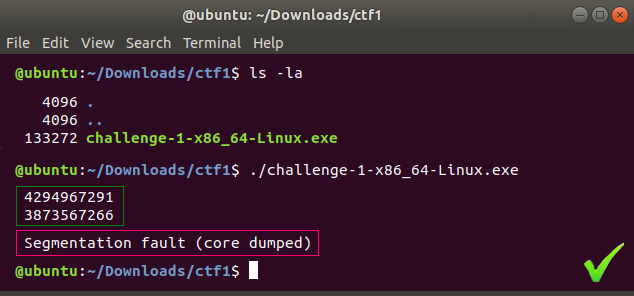 @ubuntu: ~/Downloads/ctf1
File Edit View Search Terminal Help
@ubuntu:~/Downloads/ctf1$ ls -la
4096 .
4096 ..
133272 challenge-1-x86_64-Linux.exe
@ubuntu:~/Downloads/ctf1$ ./challenge-1-x86_64-Linux.exe
4294967291
3873567266
Segmentation fault (core dumped)
@ubuntu:~/Downloads/ctf1$